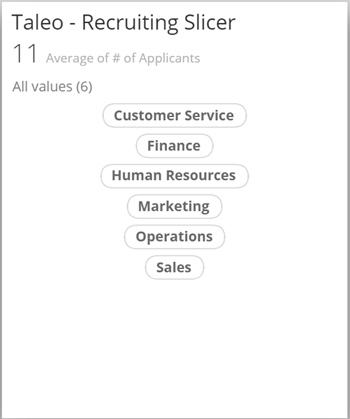 Taleo - Recruiting Slicer
11 Average of # of Applicants
All values (6)
Customer Service
Finance
Human Resources
Marketing
Operations
Sales